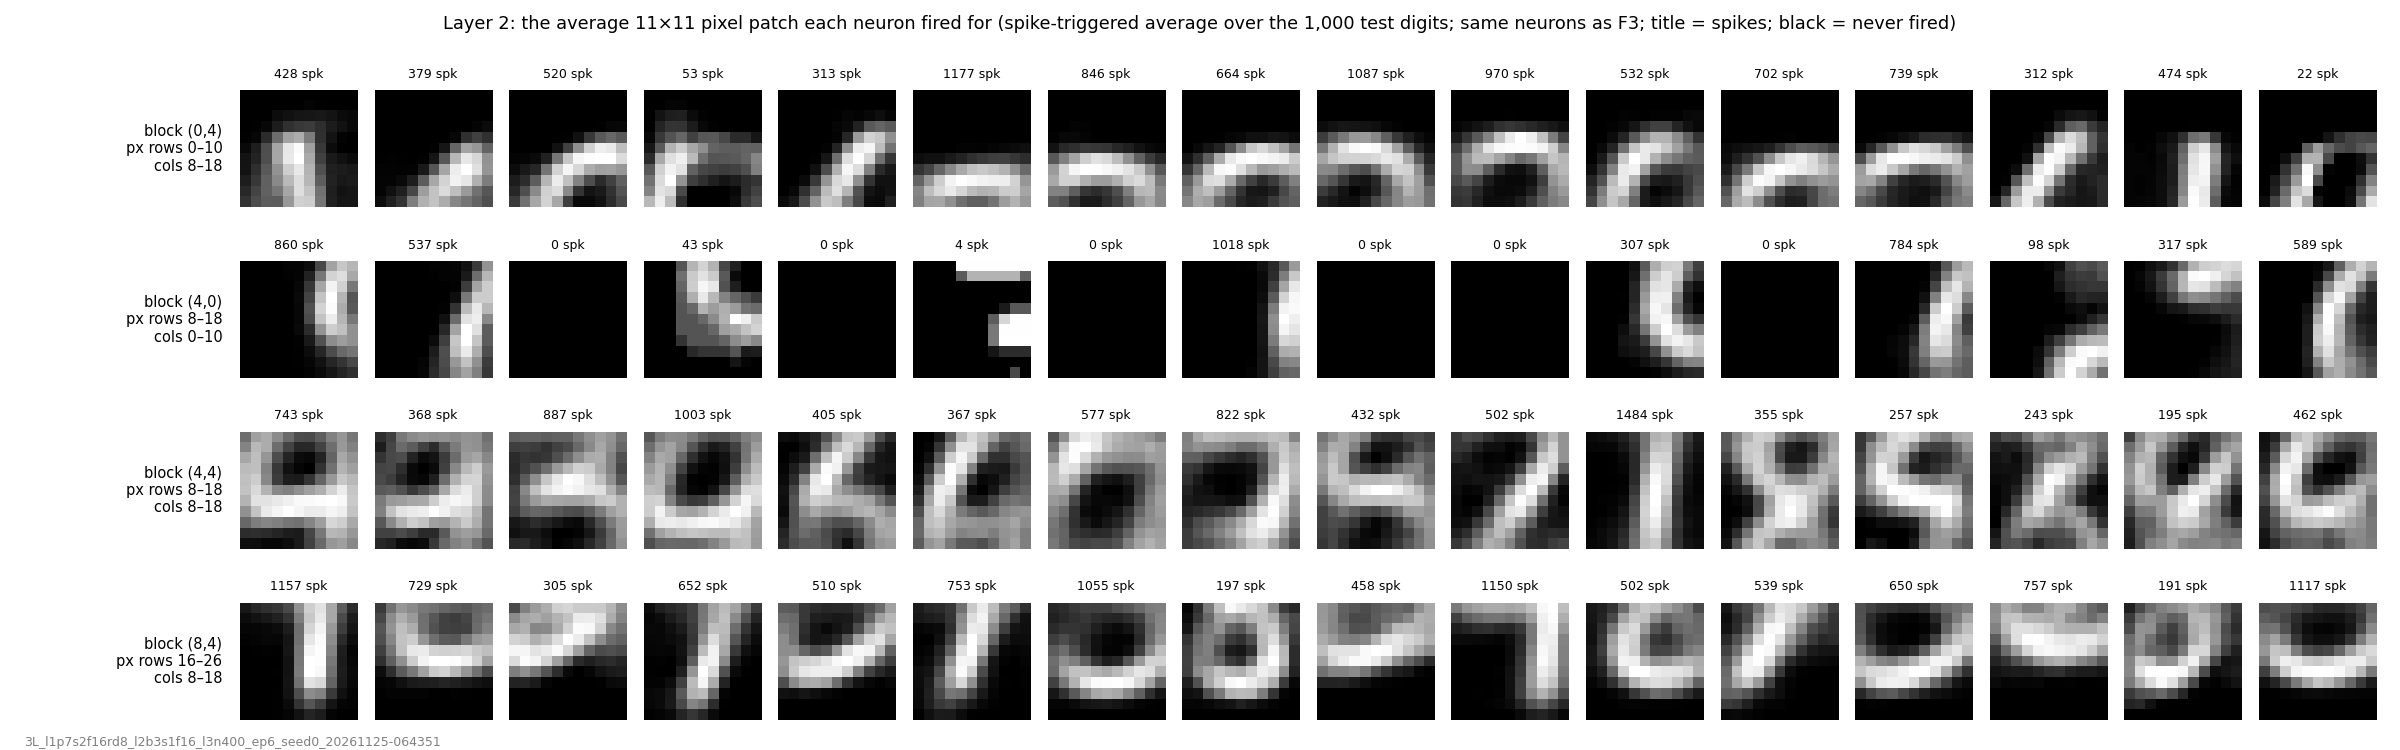 Layer 2: the average 11×11 pixel patch each neuron fired for (spike-triggered average over the 1,000 test digits; same neurons as F3; title = spikes; black = never fired)
428 spk 379 spk 520 spk 53 spk 313 spk 1177 spk 846 spk 664 spk 1087 spk 970 spk 532 spk 702 spk 739 spk 312 spk 474 spk 22 spk
block (0,4)
px rows 0–10
cols 8–18
860 spk 537 spk 0 spk 43 spk 0 spk 4 spk 0 spk 1018 spk 0 spk 0 spk 307 spk 0 spk 784 spk 98 spk 317 spk 589 spk
block (4,0)
px rows 8–18
cols 0–10
743 spk 368 spk 887 spk 1003 spk 405 spk 367 spk 577 spk 822 spk 432 spk 502 spk 1484 spk 355 spk 257 spk 243 spk 195 spk 462 spk
block (4,4)
px rows 8–18
cols 8–18
1157 spk 729 spk 305 spk 652 spk 510 spk 753 spk 1055 spk 197 spk 458 spk 1150 spk 502 spk 539 spk 650 spk 757 spk 191 spk 1117 spk
block (8,4)
px rows 16–26
cols 8–18
3L_l1p7s2f16rd8_l2b3s1f16_l3n400_ep6_seed0_20261125-064351